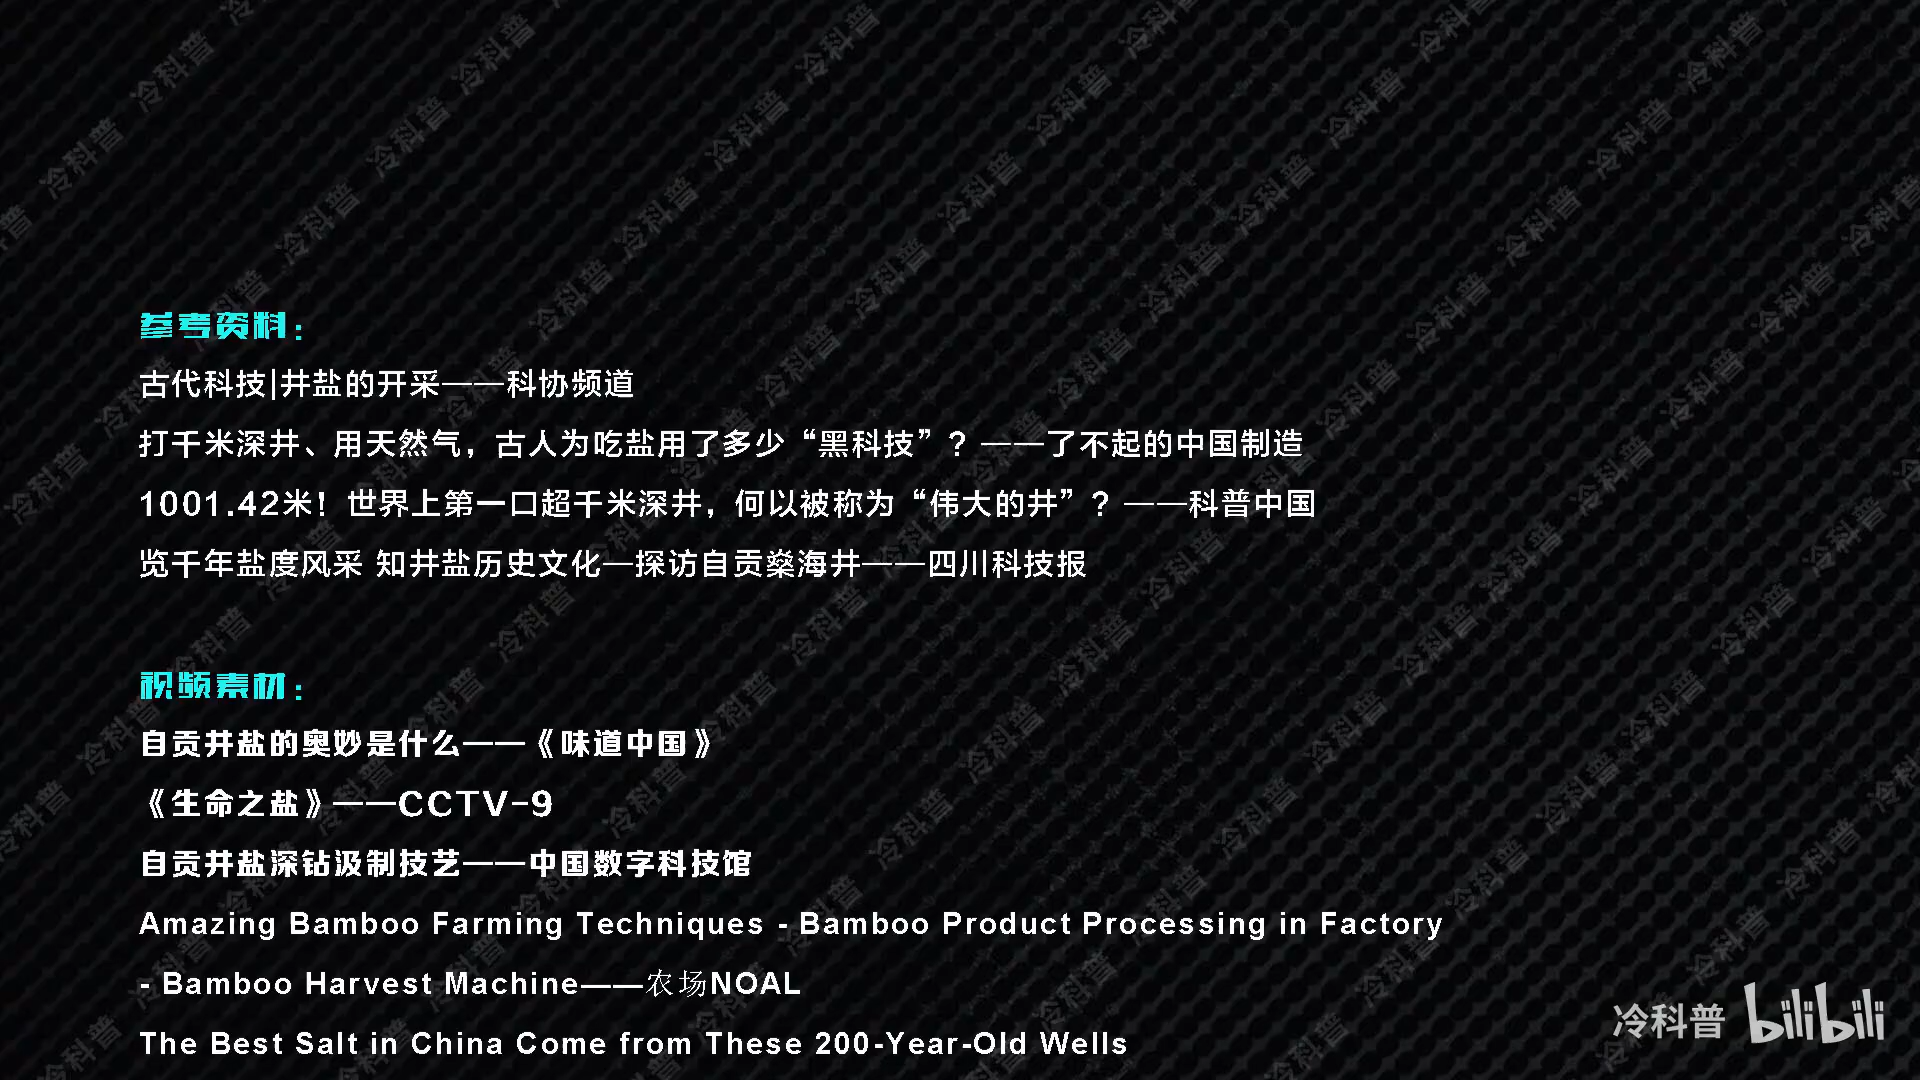 参考资料：
古代科技|井盐的开采——科协频道
打千米深井、用天然气，古人为吃盐用了多少“黑科技”？——了不起的中国制造
1001.42米！世界上第一口超千米深井，何以被称为“伟大的井”？——科普中国
览千年盐度风采 知井盐历史文化—探访自贡燊海井——四川科技报
视频素材：
自贡井盐的奥妙是什么——《味道中国》
《生命之盐》——CCTV-9
自贡井盐深钻汲制技艺——中国数字科技馆
Amazing Bamboo Farming Techniques - Bamboo Product Processing in Factory
- Bamboo Harvest Machine——农场NOAL
The Best Salt in China Come from These 200-Year-Old Wells
冷科普 bilibili